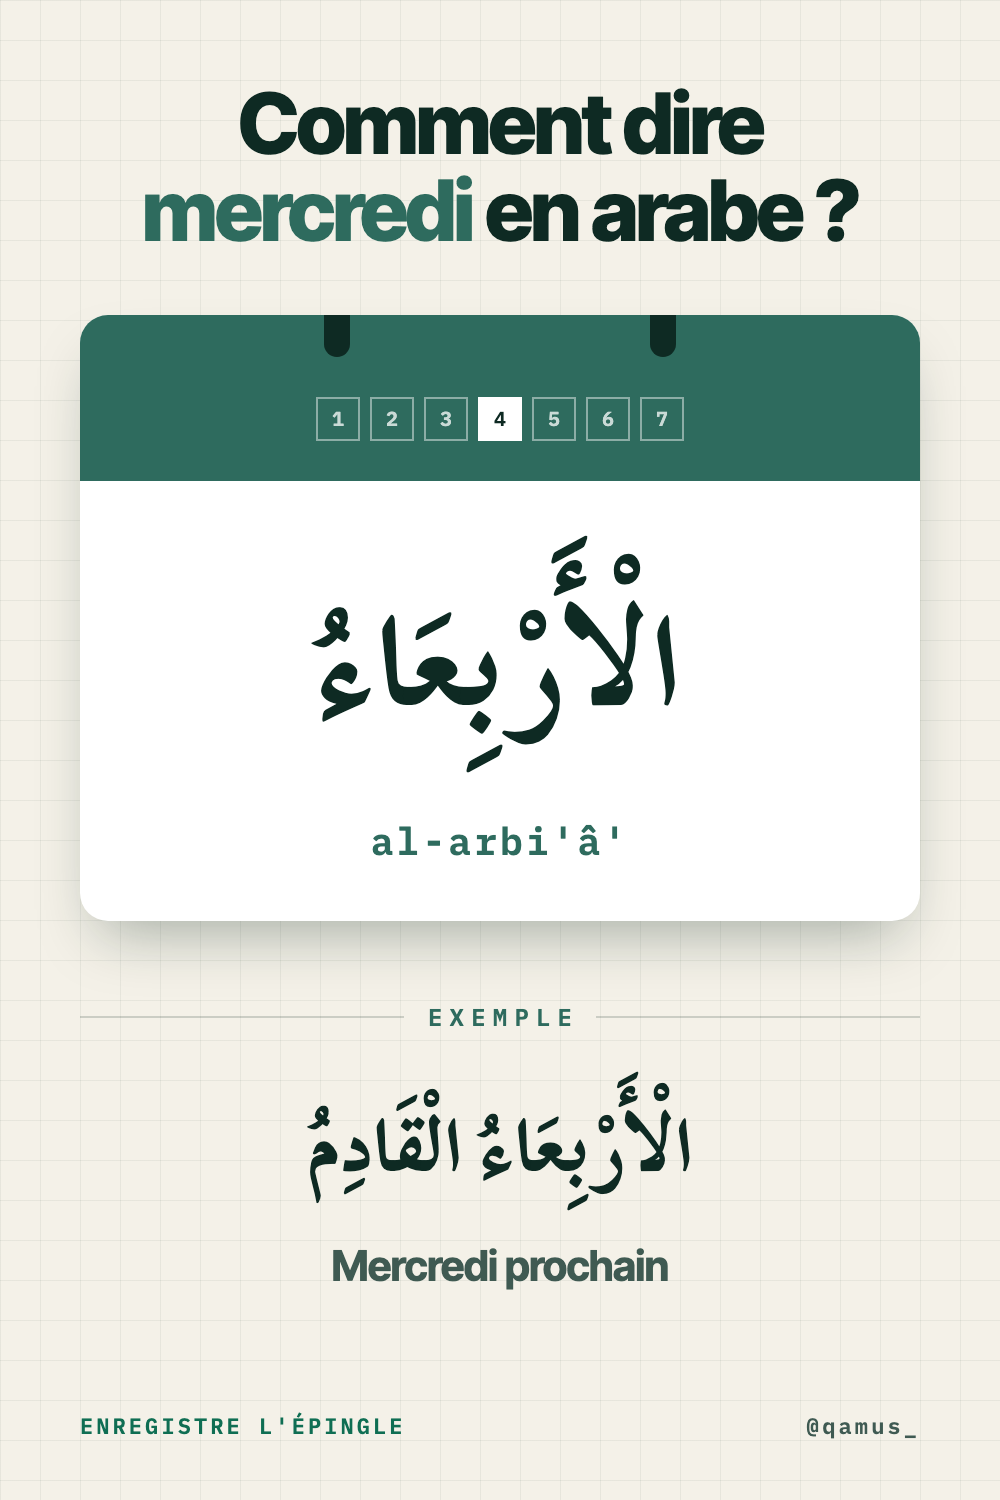 Comment dire
mercredi en arabe ?
1 2 3 4 5 6 7
الْأَرْبِعَاءُ
al-arbi'â'
EXEMPLE
الْأَرْبِعَاءُ الْقَادِمُ
Mercredi prochain
ENREGISTRE L'ÉPINGLE
@qamus_